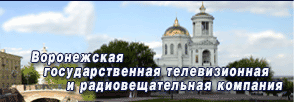 Воронежская
государственная телевизионная
и радиовещательная компания